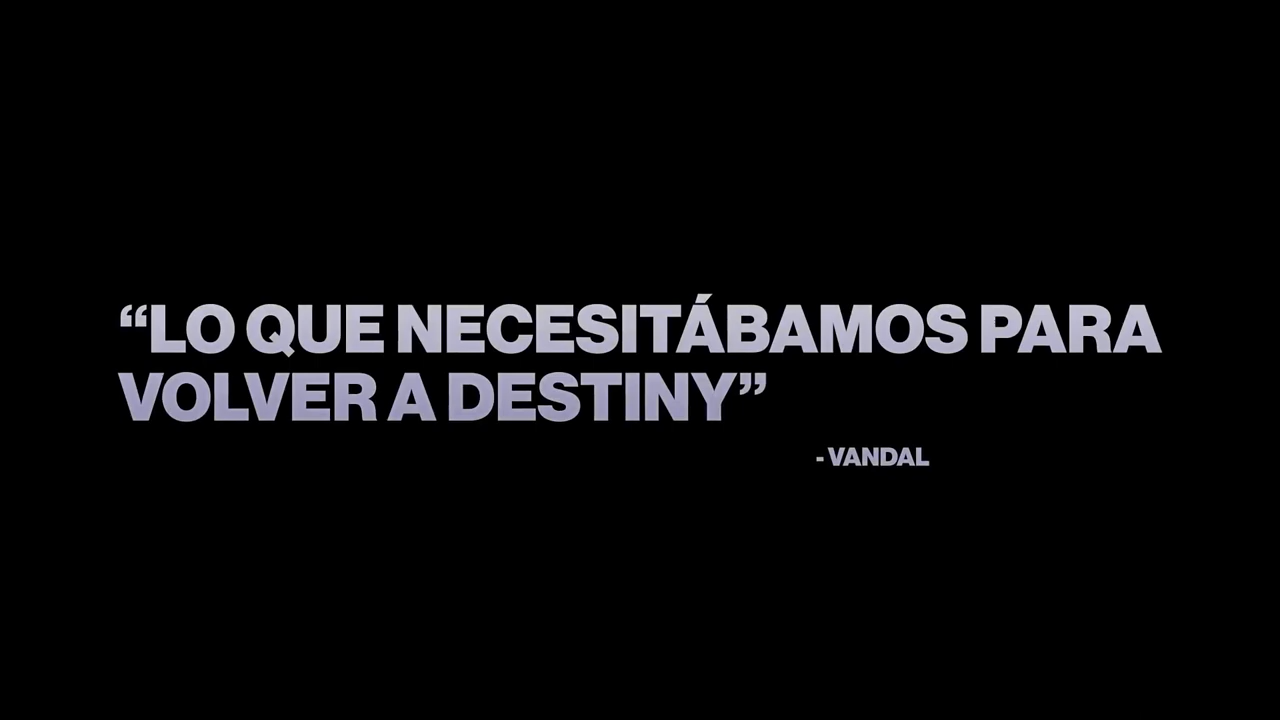 “LO QUE NECESITÁBAMOS PARA
VOLVER A DESTINY”
- VANDAL